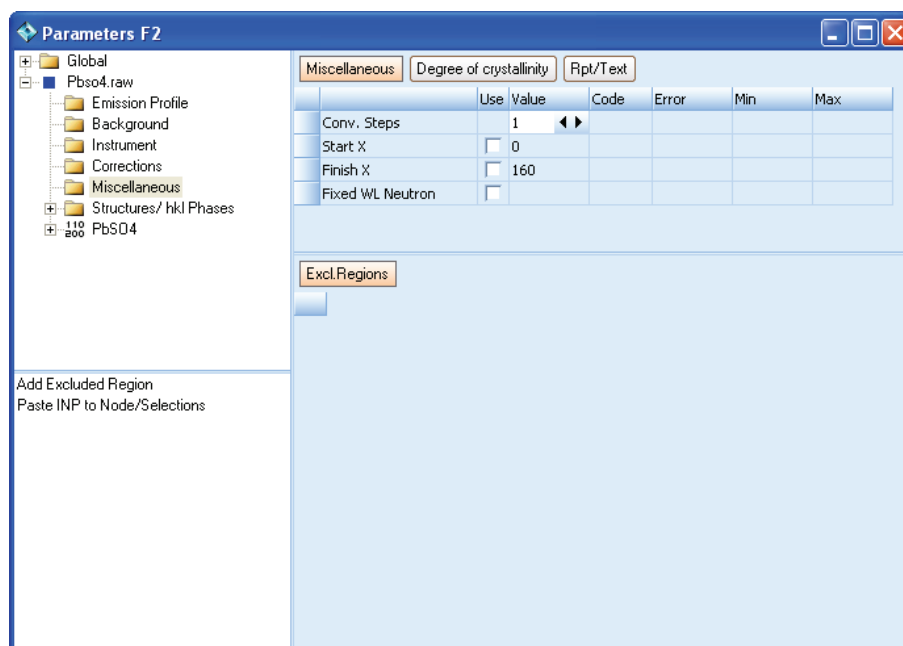 Parameters F2
Global
Pbso4.raw
Emission Profile
Background
Instrument
Corrections
Miscellaneous
Structures/ hkl Phases
110 200 PbSO4
Add Excluded Region
Paste INP to Node/Selections
Miscellaneous Degree of crystallinity Rpt/Text
Use Value Code Error Min Max
Conv. Steps 1
Start X 0
Finish X 160
Fixed WL Neutron
Excl.Regions